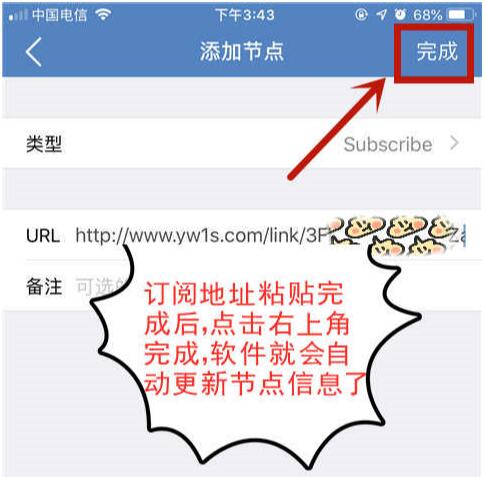 中国电信 下午3:43 68%
添加节点 完成
类型 Subscribe
URL http://www.yw1s.com/link/3F
备注 可选的
订阅地址粘贴完
成后,点击右上角
完成,软件就会自
动更新节点信息了